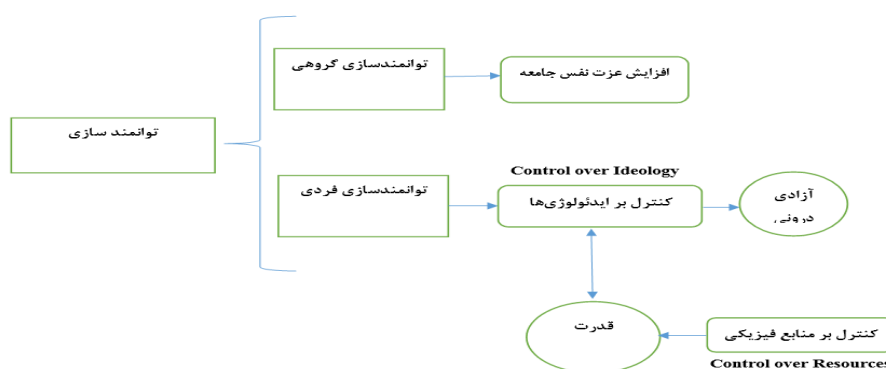 توانمندسازی گروهی
افزایش عزت نفس جامعه
توانمند سازی
Control over Ideology
توانمندسازی فردی
کنترل بر ایدئولوژی‌ها
آزادی
درونی
قدرت
کنترل بر منابع فیزیکی
Control over Resources